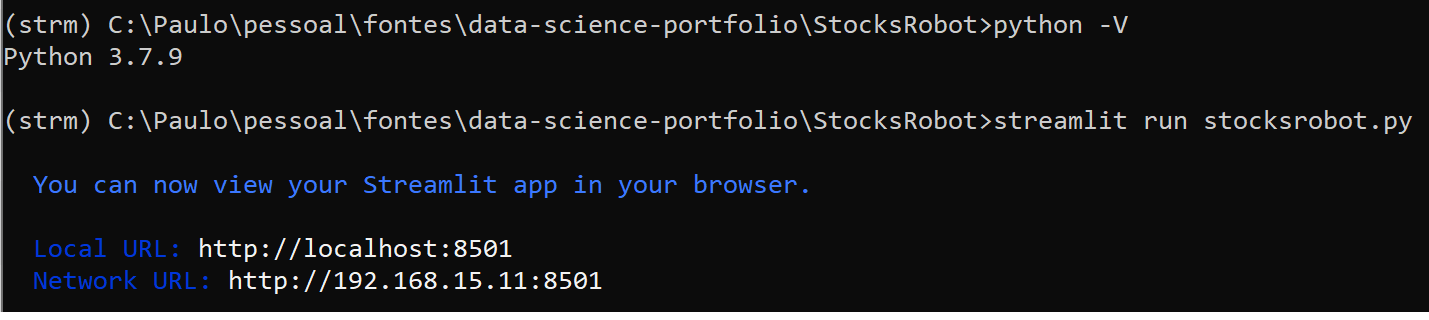 (strm) C:\Paulo\pessoal\fontes\data-science-portfolio\StocksRobot>python -V
Python 3.7.9
(strm) C:\Paulo\pessoal\fontes\data-science-portfolio\StocksRobot>streamlit run stocksrobot.py
You can now view your Streamlit app in your browser.
Local URL: http://localhost:8501
Network URL: http://192.168.15.11:8501